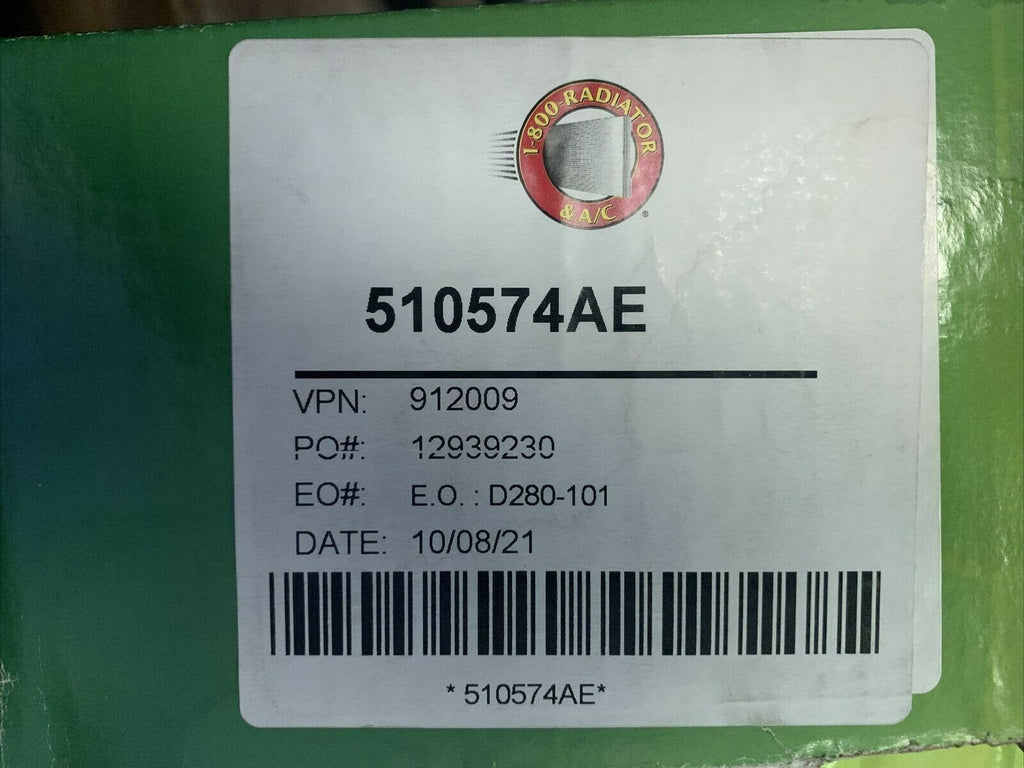 1-800-RADIATOR
& A/C
®
510574AE
VPN: 912009
PO#: 12939230
EO#: E.O. : D280-101
DATE: 10/08/21
* 510574AE*